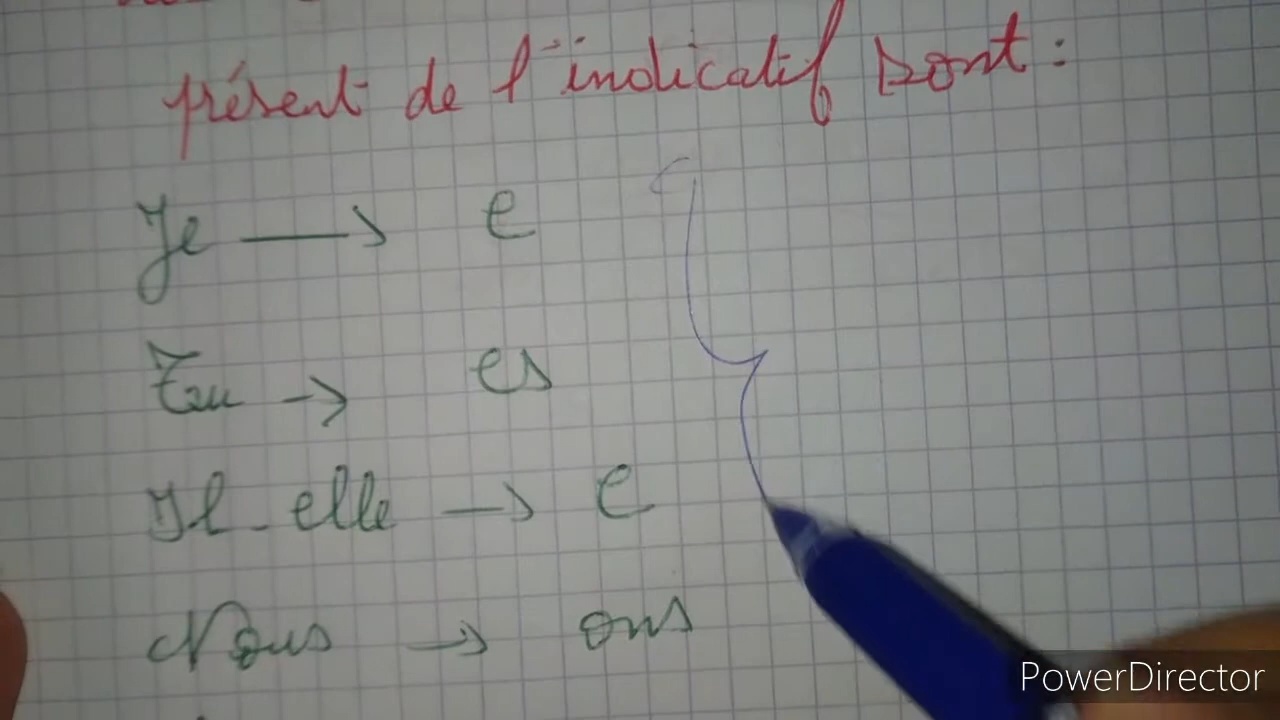 présent de l'indicatif sont :
Je → e
Tu → es
Il - elle → e
Nous → ons
PowerDirector